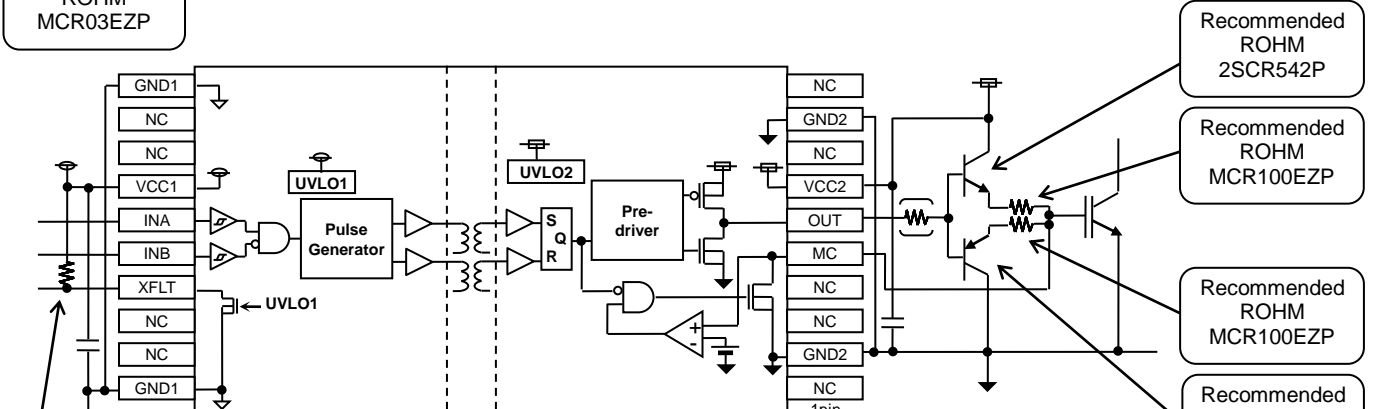 ROHM
MCR03EZP
Recommended
ROHM
2SCR542P
Recommended
ROHM
MCR100EZP
Recommended
ROHM
MCR100EZP
Recommended
GND1
NC
NC
VCC1
INA
INB
XFLT
NC
NC
GND1
UVLO1
Pulse
Generator
UVLO1
UVLO2
S
Q
R
Pre-
driver
+
-
NC
GND2
NC
VCC2
OUT
MC
NC
NC
GND2
NC
1pin